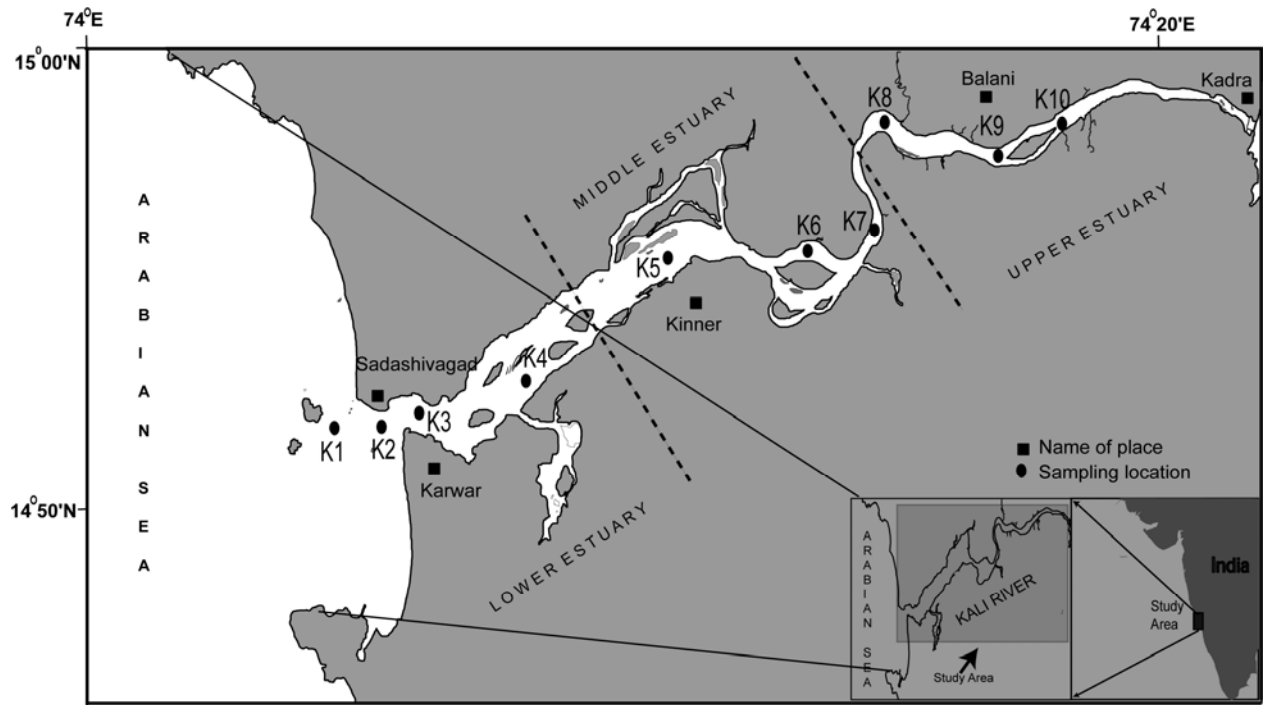 74°E
74°20'E
15°00'N
Balani
Kadra
K8
K10
K9
MIDDLE ESTUARY
ARABIAN SEA
K6
K7
UPPER ESTUARY
K5
Kinner
Sadashivagad
K4
K3
K1
K2
Karwar
Name of place
Sampling location
14°50'N
LOWER ESTUARY
ARABIAN SEA
KALI RIVER
Study Area
India
Study
Area